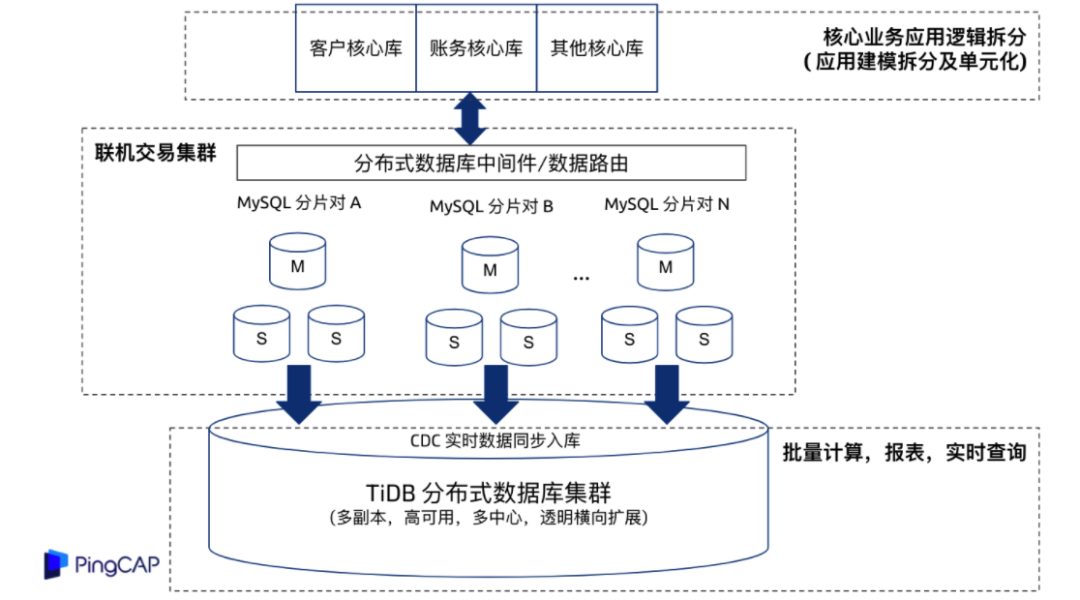 客户核心库
账务核心库
其他核心库
核心业务应用逻辑拆分
( 应用建模拆分及单元化)
联机交易集群
分布式数据库中间件/数据路由
MySQL 分片对 A
MySQL 分片对 B
MySQL 分片对 N
M
M
...
M
S
S
S
S
S
S
CDC 实时数据同步入库
批量计算，报表，实时查询
TiDB 分布式数据库集群
(多副本，高可用，多中心，透明横向扩展)
PingCAP